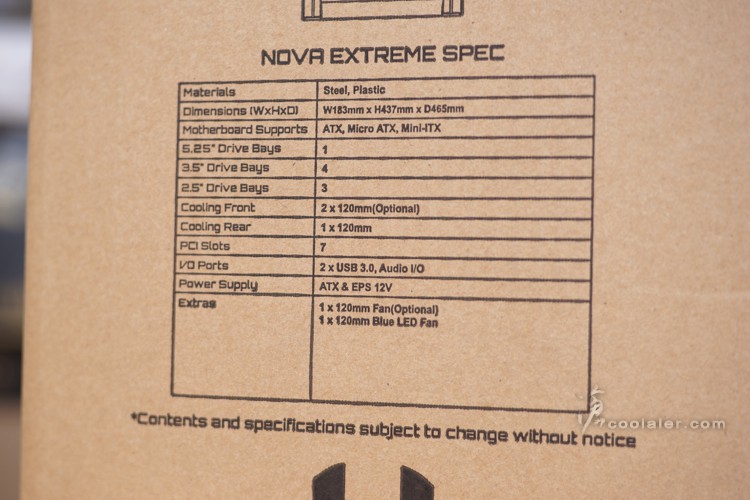 NOVA EXTREME SPEC
Materials Steel, Plastic
Dimensions (WxHxD) W183mm x H437mm x D465mm
Motherboard Supports ATX, Micro ATX, Mini-ITX
5.25" Drive Bays 1
3.5" Drive Bays 4
2.5" Drive Bays 3
Cooling Front 2 x 120mm(Optional)
Cooling Rear 1 x 120mm
PCI Slots 7
I/O Ports 2 x USB 3.0, Audio I/O
Power Supply ATX & EPS 12V
Extras 1 x 120mm Fan(Optional)
1 x 120mm Blue LED Fan
*Contents and specifications subject to change without notice
coolaler.com